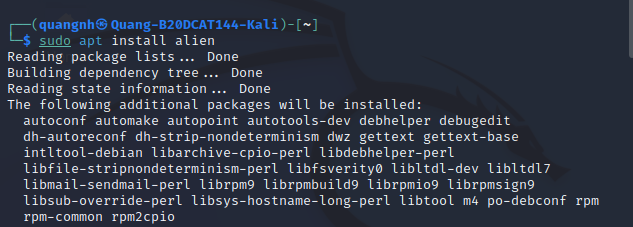 ┌──(quangnh㉿Quang-B20DCAT144-Kali)-[~]
└─$ sudo apt install alien
Reading package lists... Done
Building dependency tree... Done
Reading state information... Done
The following additional packages will be installed:
  autoconf automake autopoint autotools-dev debhelper debugedit
  dh-autoreconf dh-strip-nondeterminism dwz gettext gettext-base
  intltool-debian libarchive-cpio-perl libdebhelper-perl
  libfile-stripnondeterminism-perl libfsverity0 libltdl-dev libltdl7
  libmail-sendmail-perl librpm9 librpmbuild9 librpmio9 librpmsign9
  libsub-override-perl libsys-hostname-long-perl libtool m4 po-debconf rpm
  rpm-common rpm2cpio